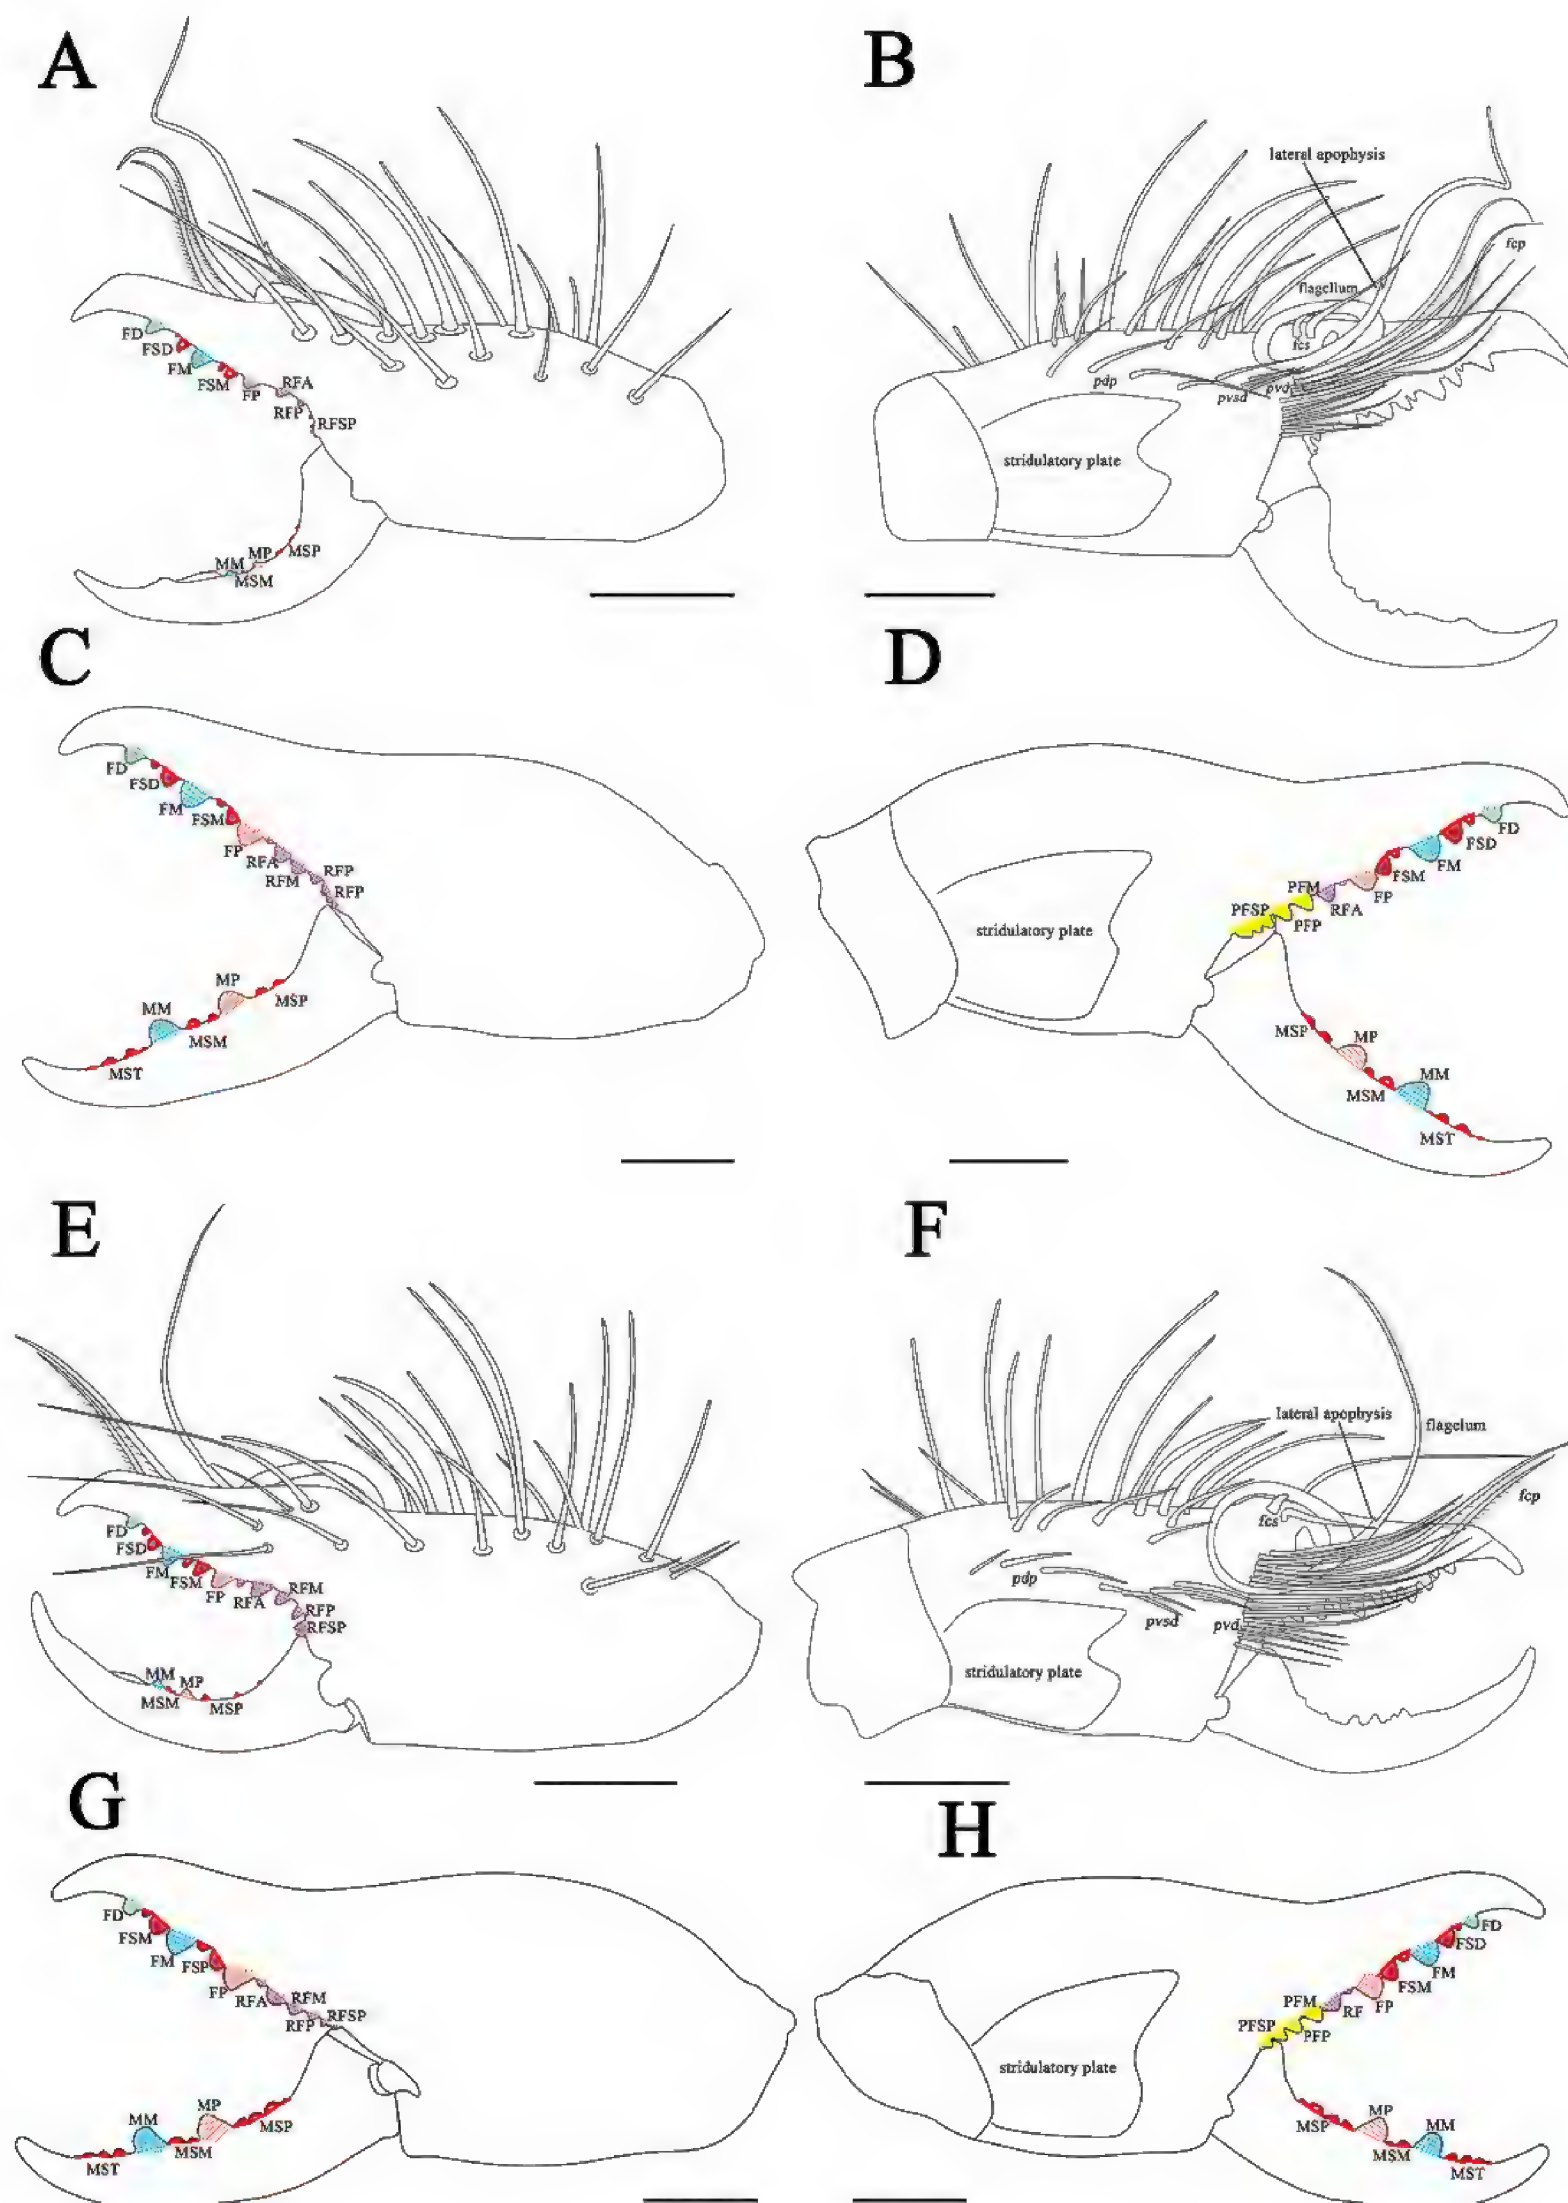 A
FD
FSD
FM
FSM
FP
RFA
RFP
RFSP
MP
MSP
MM
MSM
B
lateral apophysis
fcp
flagellum
fcs
pdp
pvsd
pvd
stridulatory plate
C
FD
FSD
FM
FSM
FP
RFA
RFM
RFP
RFP
MP
MSP
MM
MSM
MST
D
FD
FSD
FM
FSM
FP
PFM
RFA
PFSP
PFP
stridulatory plate
MSP
MP
MM
MSM
MST
E
FD
FSD
FM
FSM
FP
RFA
RFM
RFP
RFSP
MM
MP
MSM
MSP
F
lateral apophysis
flagelum
fcp
fcs
pdp
pvsd
pvd
stridulatory plate
G
FD
FSM
FM
FSP
FP
RFA
RFM
RFP
RFSP
MP
MM
MSP
MSM
MST
H
FD
FSD
FM
FSM
FP
PFM
RF
PFSP
PFP
stridulatory plate
MP
MSP
MM
MSM
MST